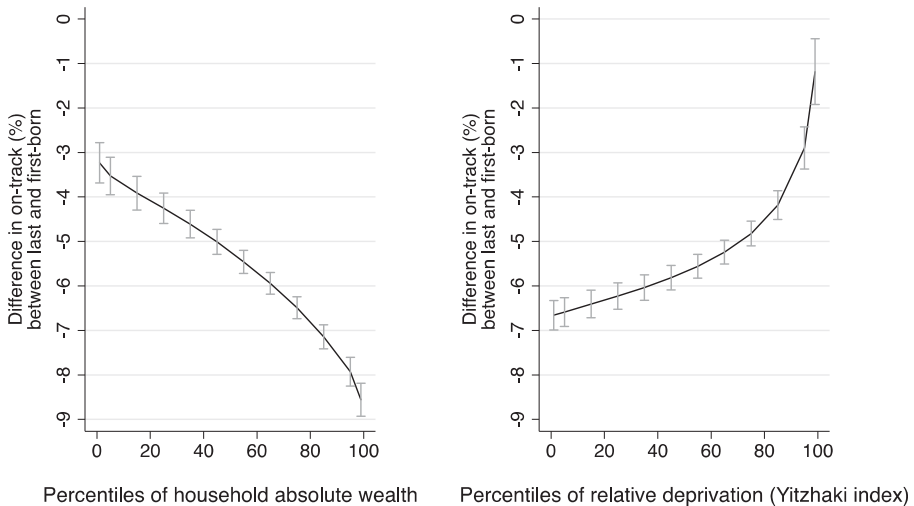 Difference in on-track (%)
between last and first-born
0
-1
-2
-3
-4
-5
-6
-7
-8
-9
0 20 40 60 80 100
Percentiles of household absolute wealth
Difference in on-track (%)
between last and first-born
0
-1
-2
-3
-4
-5
-6
-7
-8
-9
0 20 40 60 80 100
Percentiles of relative deprivation (Yitzhaki index)